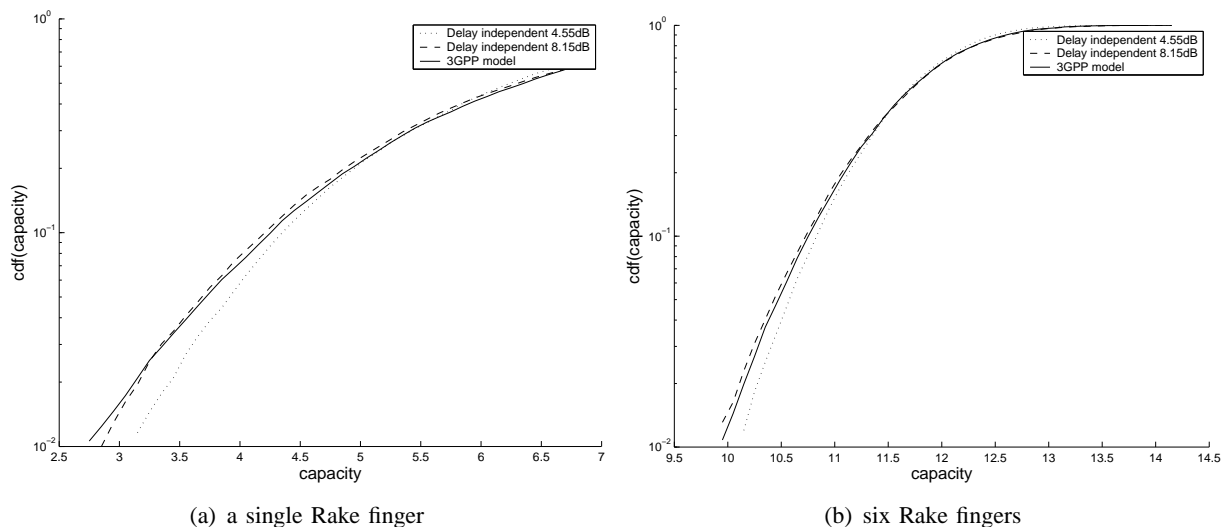 10^0
10^-1
10^-2
cdf(capacity)
Delay independent 4.55dB
Delay independent 8.15dB
3GPP model
2.5 3 3.5 4 4.5 5 5.5 6 6.5 7
capacity
(a) a single Rake finger
10^0
10^-1
10^-2
cdf(capacity)
Delay independent 4.55dB
Delay independent 8.15dB
3GPP model
9.5 10 10.5 11 11.5 12 12.5 13 13.5 14 14.5
capacity
(b) six Rake fingers